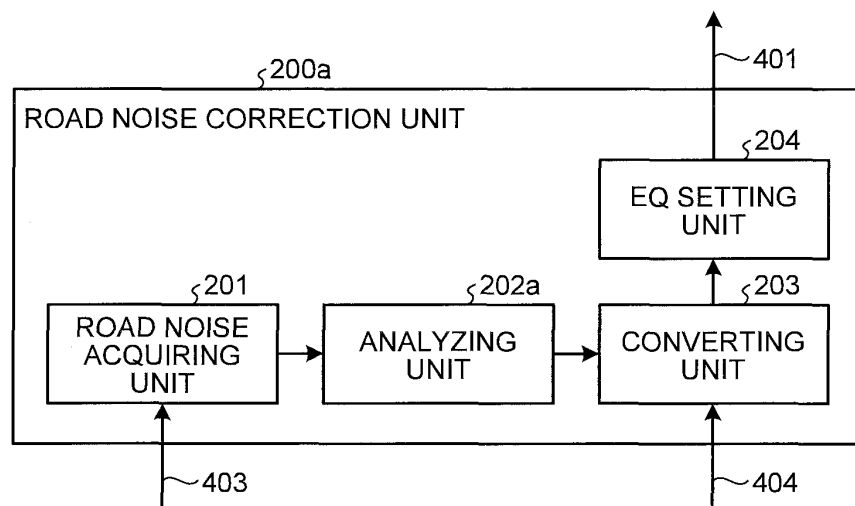 200a
401
ROAD NOISE CORRECTION UNIT
204
EQ SETTING
UNIT
201
202a
203
ROAD NOISE
ACQUIRING
UNIT
ANALYZING
UNIT
CONVERTING
UNIT
403
404